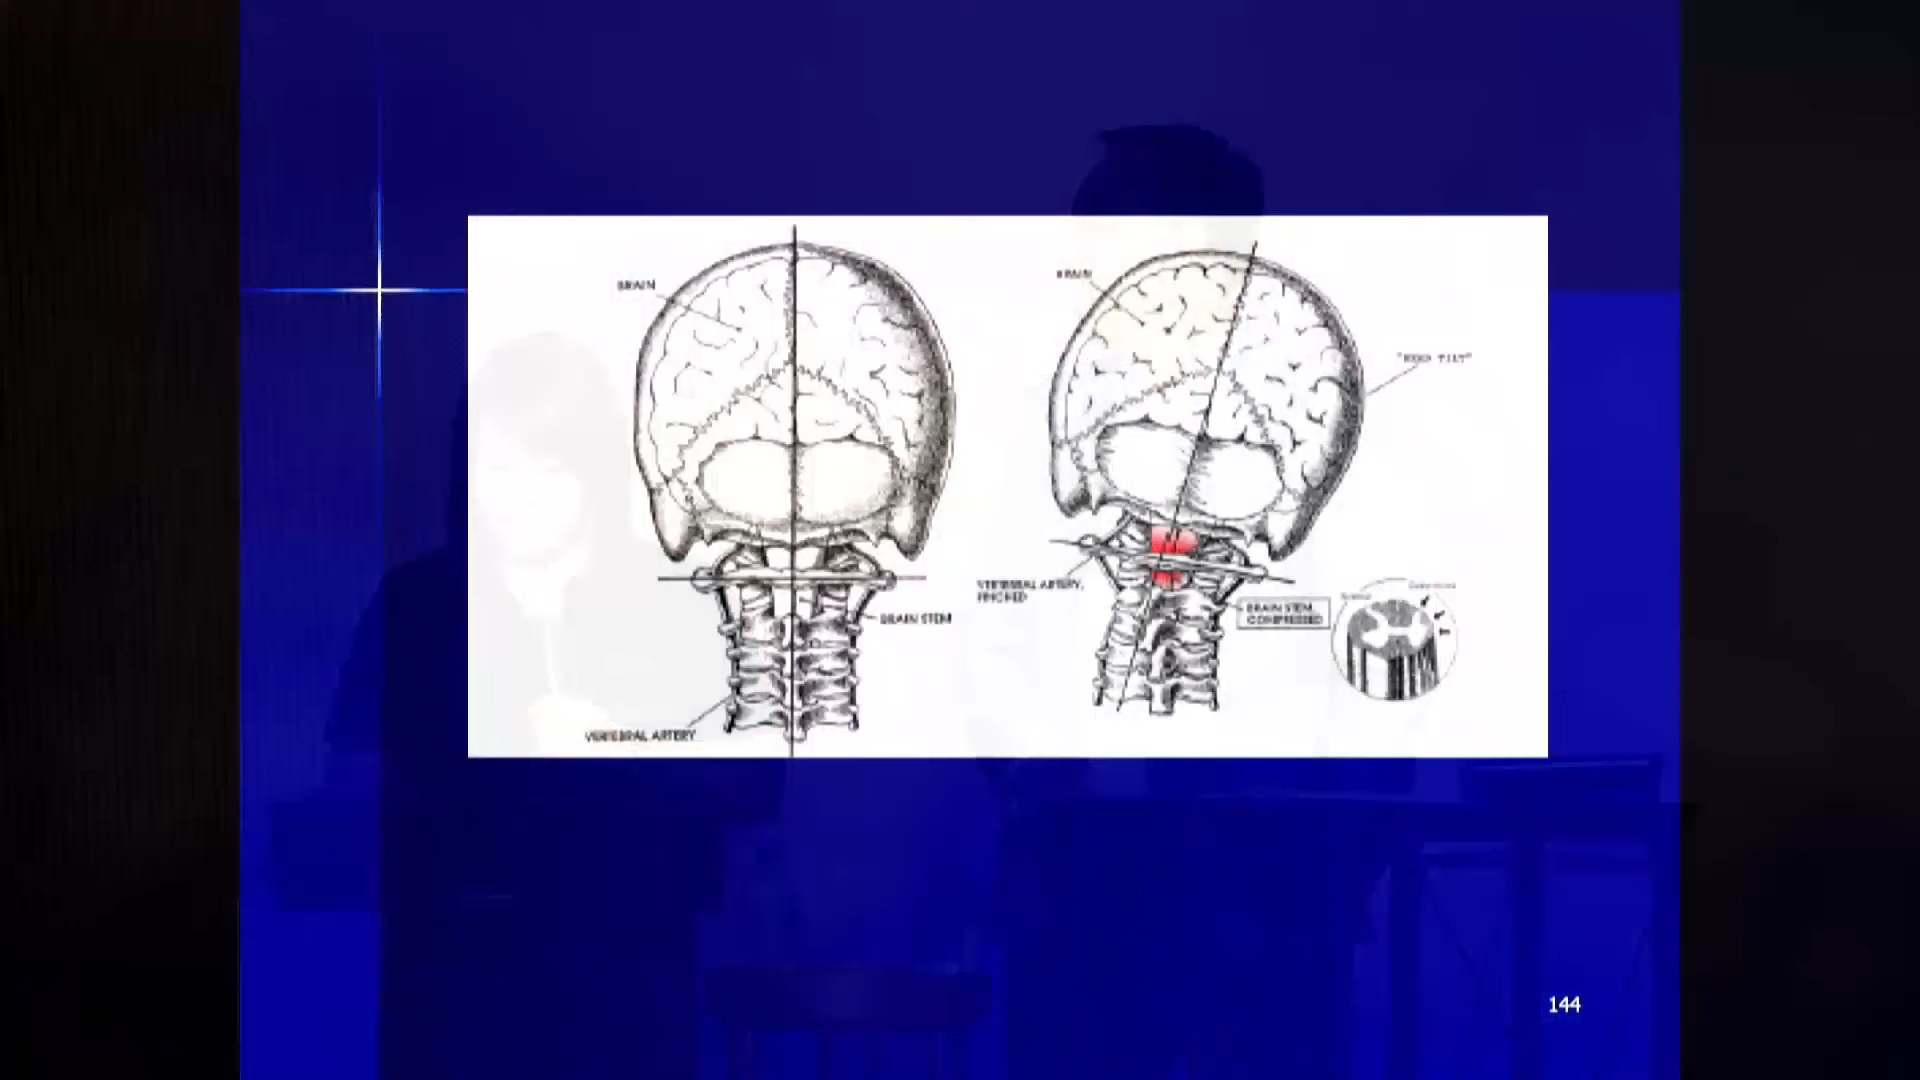 BRAIN
BRAIN STEM
VERTEBRAL ARTERY
BRAIN
"HEAD TILT"
VERTEBRAL ARTERY,
PINCHED
BRAIN STEM
COMPRESSED
144